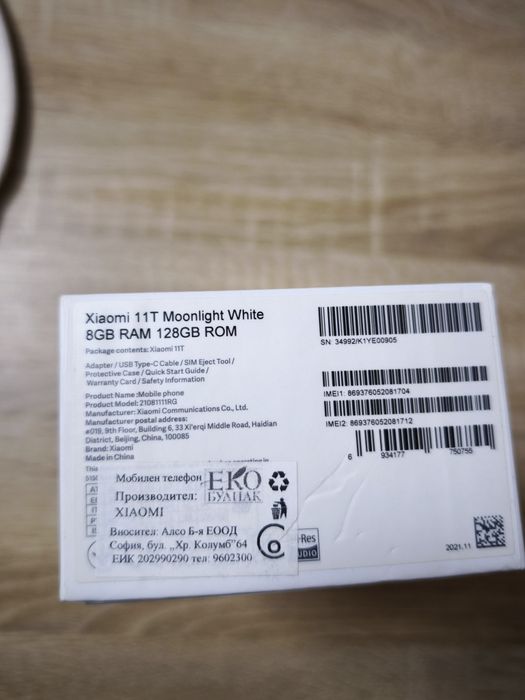 Xiaomi 11T Moonlight White
8GB RAM 128GB ROM
Package contents: Xiaomi 11T
Adapter / USB Type-C Cable / SIM Eject Tool /
Protective Case / Quick Start Guide /
Warranty Card / Safety Information
Product Name :Mobile phone
Product Model: 21081111RG
Manufacturer: Xiaomi Communications Co., Ltd.
#019, 9th Floor, Building 6, 33 Xi'erqi Middle Road, Haidian
District, Beijing, China, 100085
Brand: Xiaomi
Made in China
This
SN: 34992/K1YE00905
IMEI1: 869376052081704
IMEI2: 869376052081712
6 934177 750755
Мобилен телефон
Производител:
XIAOMI
ЕКО
БУЛПАК
Вносител: Алсо Б-я ЕООД
София, бул. „Хр. Колумб"64
ЕИК 202990290 тел: 9602300
-Res
UDIO
2021.11